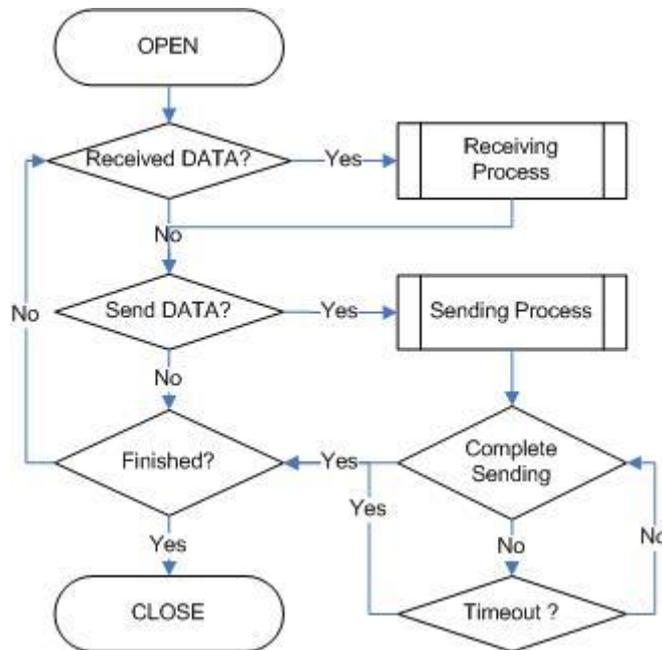 OPEN
Received DATA?
Yes
Receiving
Process
No
Send DATA?
Yes
Sending Process
No
No
Finished?
Yes
Complete
Sending
Yes
No
No
Yes
CLOSE
Timeout ?